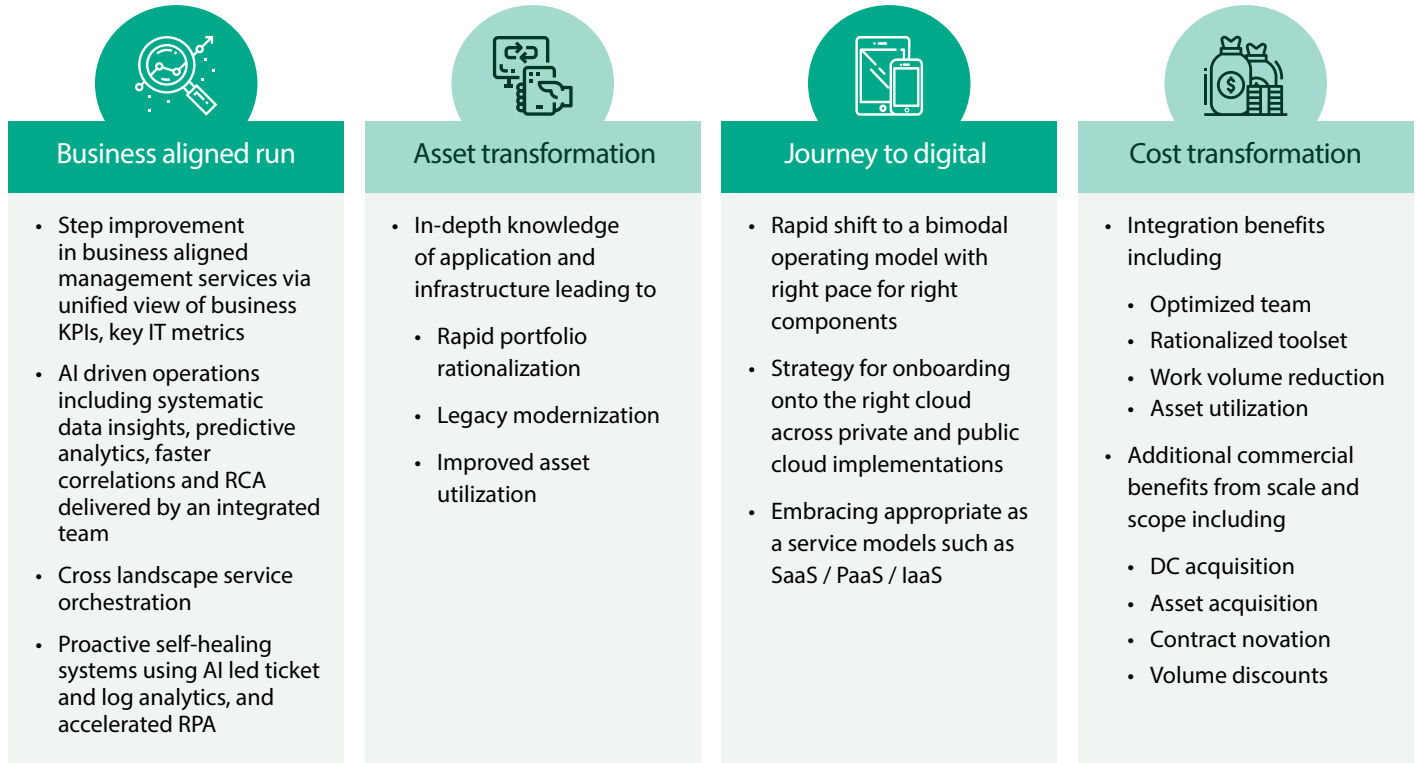 Business aligned run
• Step improvement
in business aligned
management services via
unified view of business
KPIs, key IT metrics
• AI driven operations
including systematic
data insights, predictive
analytics, faster
correlations and RCA
delivered by an integrated
team
• Cross landscape service
orchestration
• Proactive self-healing
systems using AI led ticket
and log analytics, and
accelerated RPA
Asset transformation
• In-depth knowledge
of application and
infrastructure leading to
• Rapid portfolio
rationalization
• Legacy modernization
• Improved asset
utilization
Journey to digital
• Rapid shift to a bimodal
operating model with
right pace for right
components
• Strategy for onboarding
onto the right cloud
across private and public
cloud implementations
• Embracing appropriate as
a service models such as
SaaS / PaaS / IaaS
$
Cost transformation
• Integration benefits
including
• Optimized team
• Rationalized toolset
• Work volume reduction
• Asset utilization
• Additional commercial
benefits from scale and
scope including
• DC acquisition
• Asset acquisition
• Contract novation
• Volume discounts